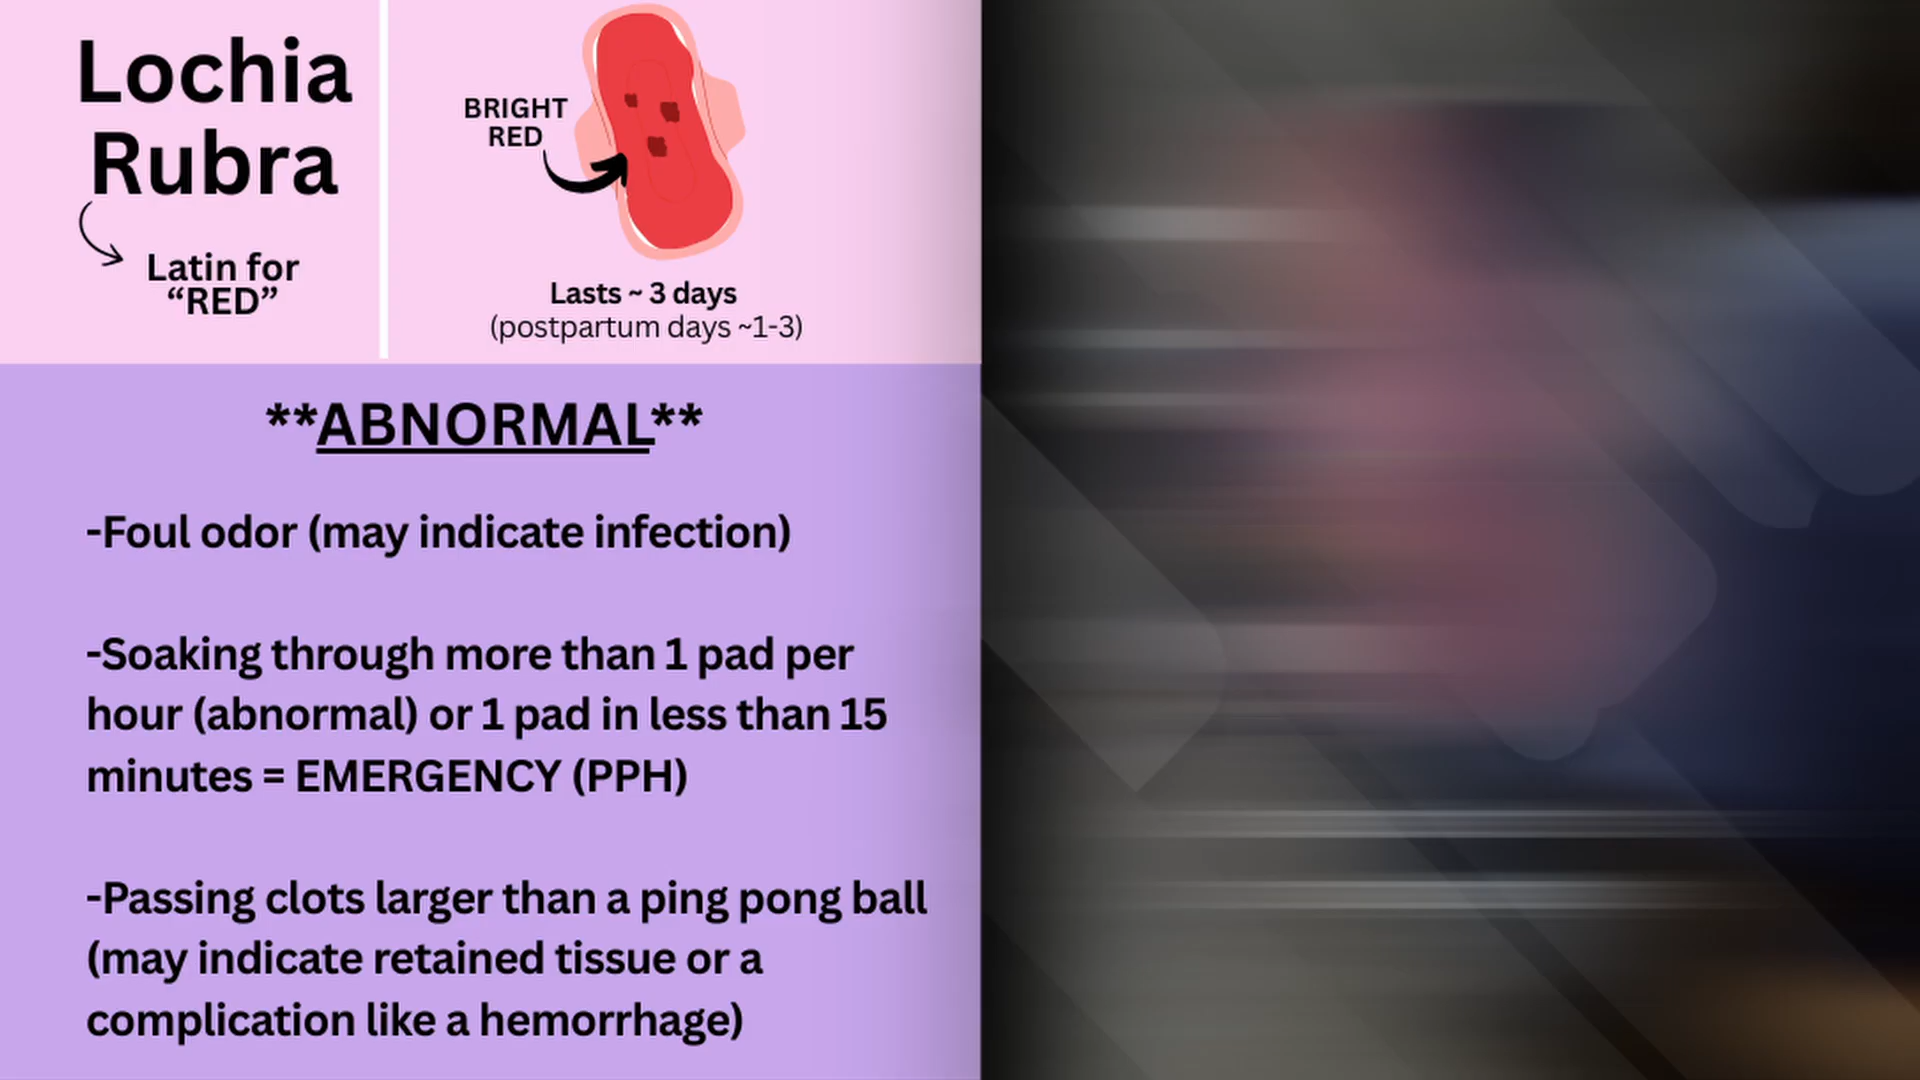 Lochia
Rubra
Latin for
“RED”
BRIGHT
RED
Lasts ~ 3 days
(postpartum days ~1-3)
**ABNORMAL**
-Foul odor (may indicate infection)
-Soaking through more than 1 pad per
hour (abnormal) or 1 pad in less than 15
minutes = EMERGENCY (PPH)
-Passing clots larger than a ping pong ball
(may indicate retained tissue or a
complication like a hemorrhage)